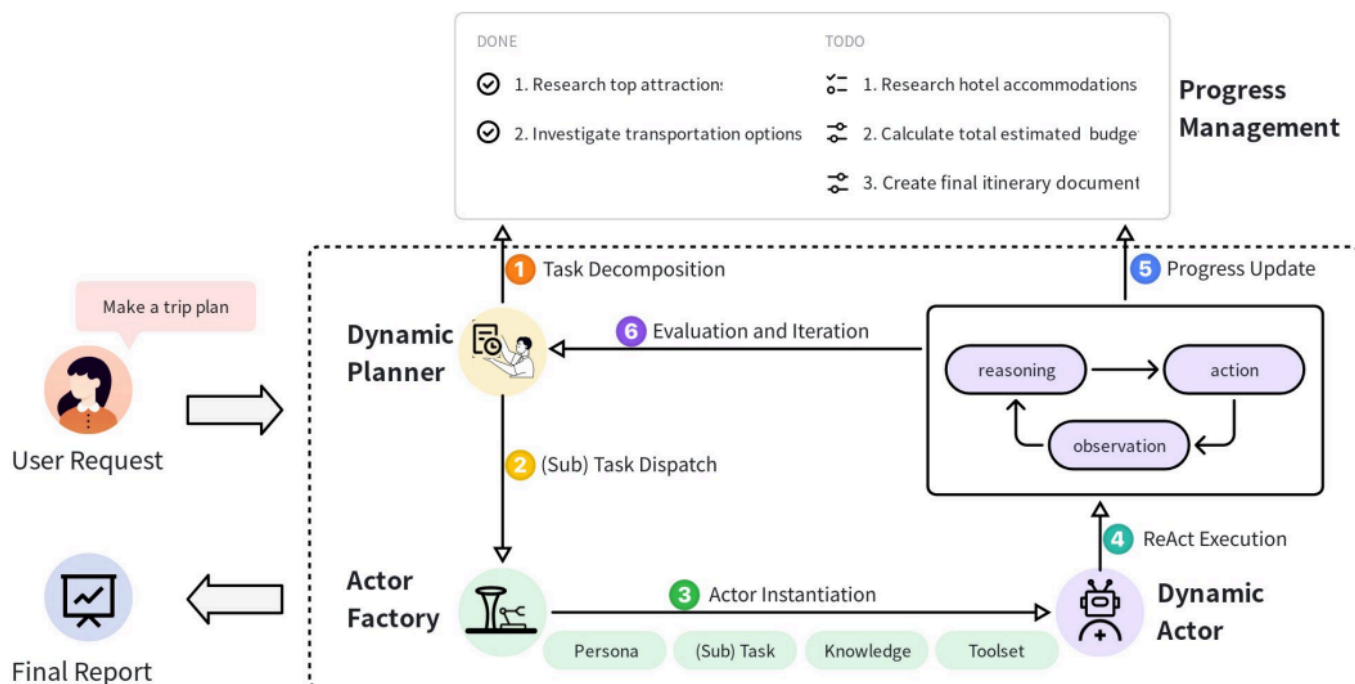 DONE
TODO
1. Research top attractions
1. Research hotel accommodations
2. Investigate transportation options
2. Calculate total estimated budge
3. Create final itinerary document
Progress
Management
1 Task Decomposition
5 Progress Update
Make a trip plan
Dynamic
Planner
6 Evaluation and Iteration
reasoning
action
observation
User Request
2 (Sub) Task Dispatch
4 ReAct Execution
Actor
Factory
3 Actor Instantiation
Dynamic
Actor
Persona
(Sub) Task
Knowledge
Toolset
Final Report